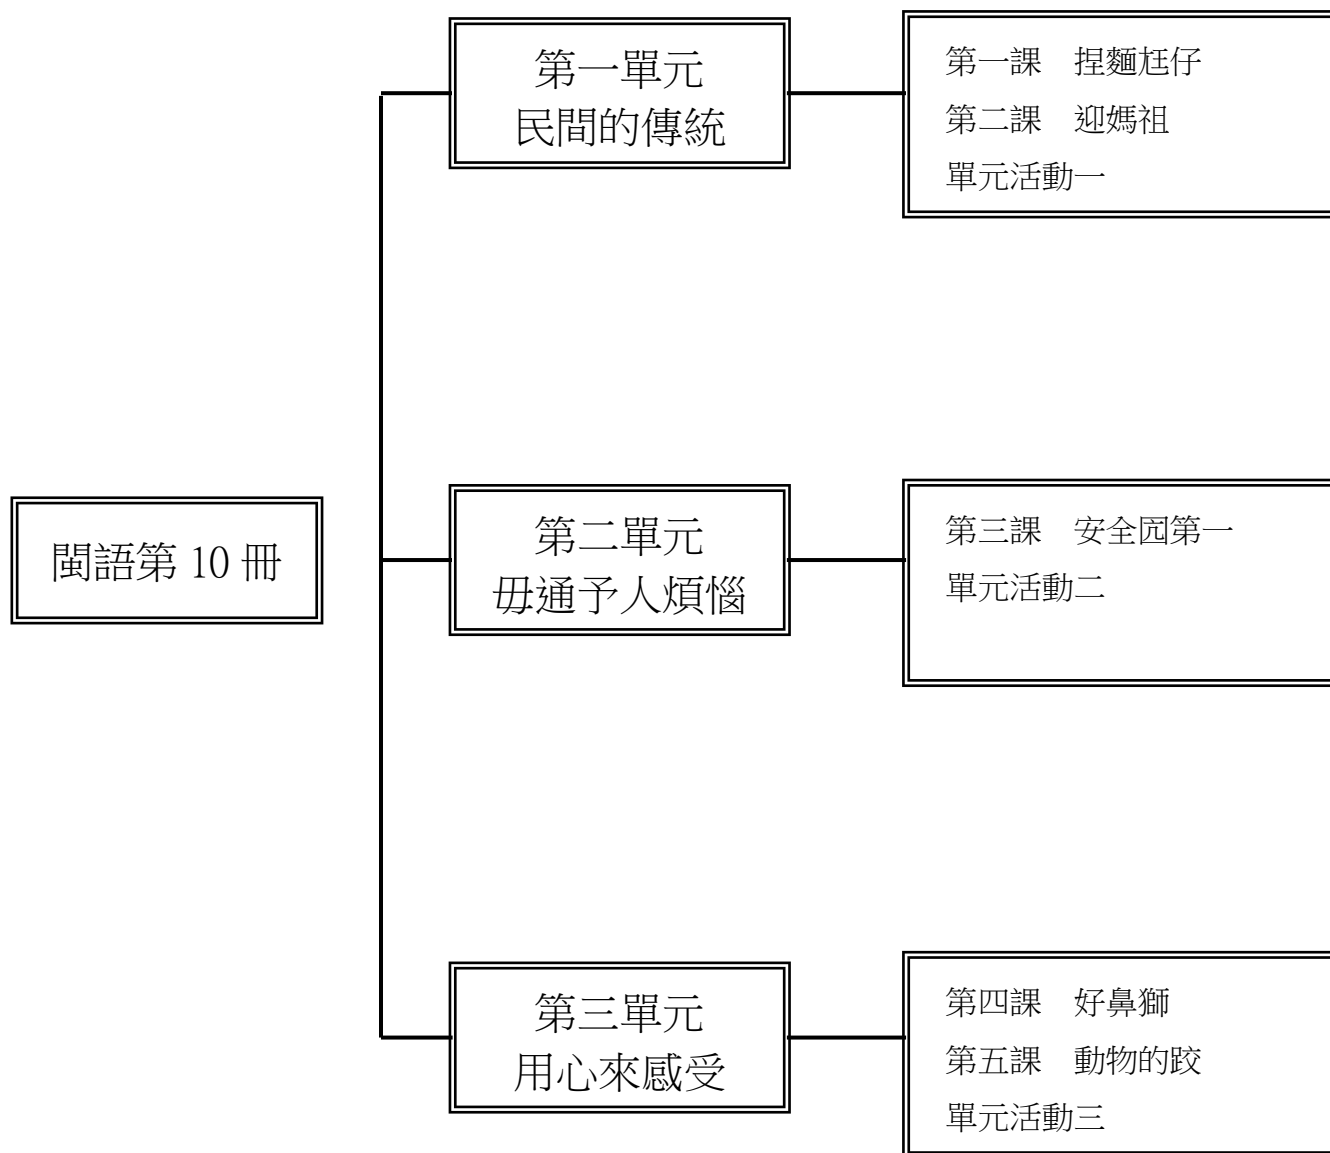 閩語第 10 冊
第一單元
民間的傳統
第一課　捏麵尪仔
第二課　迎媽祖
單元活動一
第二單元
毋通予人煩惱
第三課　安全囥第一
單元活動二
第三單元
用心來感受
第四課　好鼻獅
第五課　動物的跤
單元活動三